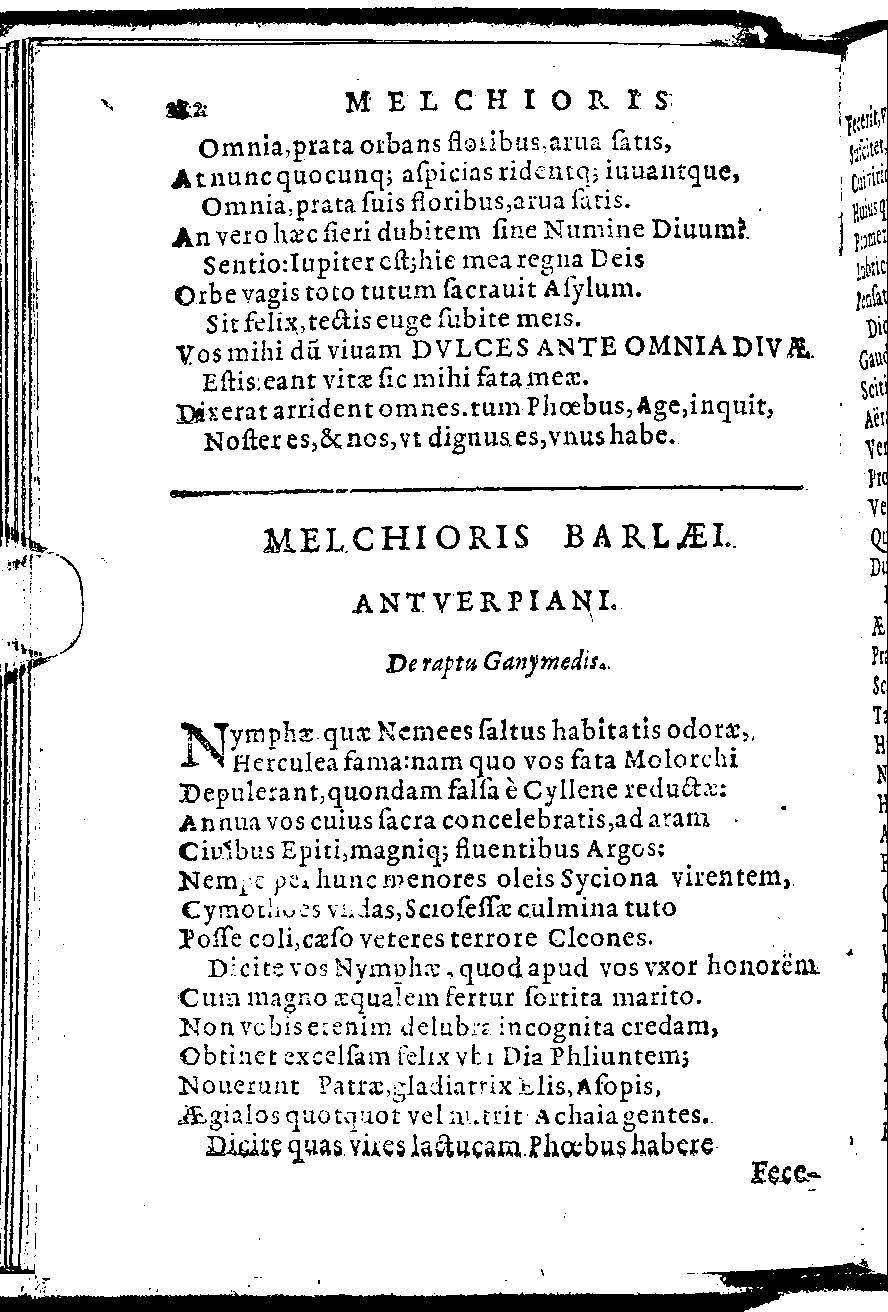 MELCHIORIS
Omnia, prata orbans floribus, arua ſatis,
At nunc quocunq; aſpicias ridentq; iuuantque,
Omnia, prata ſuis floribus, arua ſatis.
An vero hæc fieri dubitem ſine Numine Diuum?
Sentio: Iupiter eſt; hic mea regna Deis
Orbe vagis toto tutum ſacrauit Aſylum.
Sit felix, tectis euge ſubite meis.
Vos mihi dũ viuam DVLCES ANTE OMNIA DIVÆ.
Eſtis: eant vitæ ſic mihi fata meæ.
Dixerat arrident omnes. tum Phœbus, Age, inquit,
Noſter es, & nos, vt dignus es, vnus habe.
MELCHIORIS BARLÆI.
ANTVERPIANI.
De raptu Ganymedis.
Nymphæ quæ Nemees ſaltus habitatis odoræ,
Herculea fama: nam quo vos fata Molorchi
Depulerant, quondam falſa è Cyllene reductæ:
Annua vos cuius ſacra concelebratis, ad aram
Ciuibus Epiti, magniq; fluentibus Argos:
Nempe per hunc menores oleis Syciona virentem,
Cymothoes vndas, Scioſeſſæ culmina tuto
Poſſe coli, cæſo veteres terrore Cleones.
Dicite vos Nymphæ, quod apud vos vxor honorem
Cum magno æqualem fertur ſortita marito.
Non vobis etenim delubra incognita credam,
Obtinet excelſam felix vbi Dia Phliuntem;
Nouerunt Patræ, gladiatrix Elis, Aſopis,
Ægialos quotquot vel nutrit Achaia gentes.
Dicite quas vires lactucam Phœbus habere
Fece-